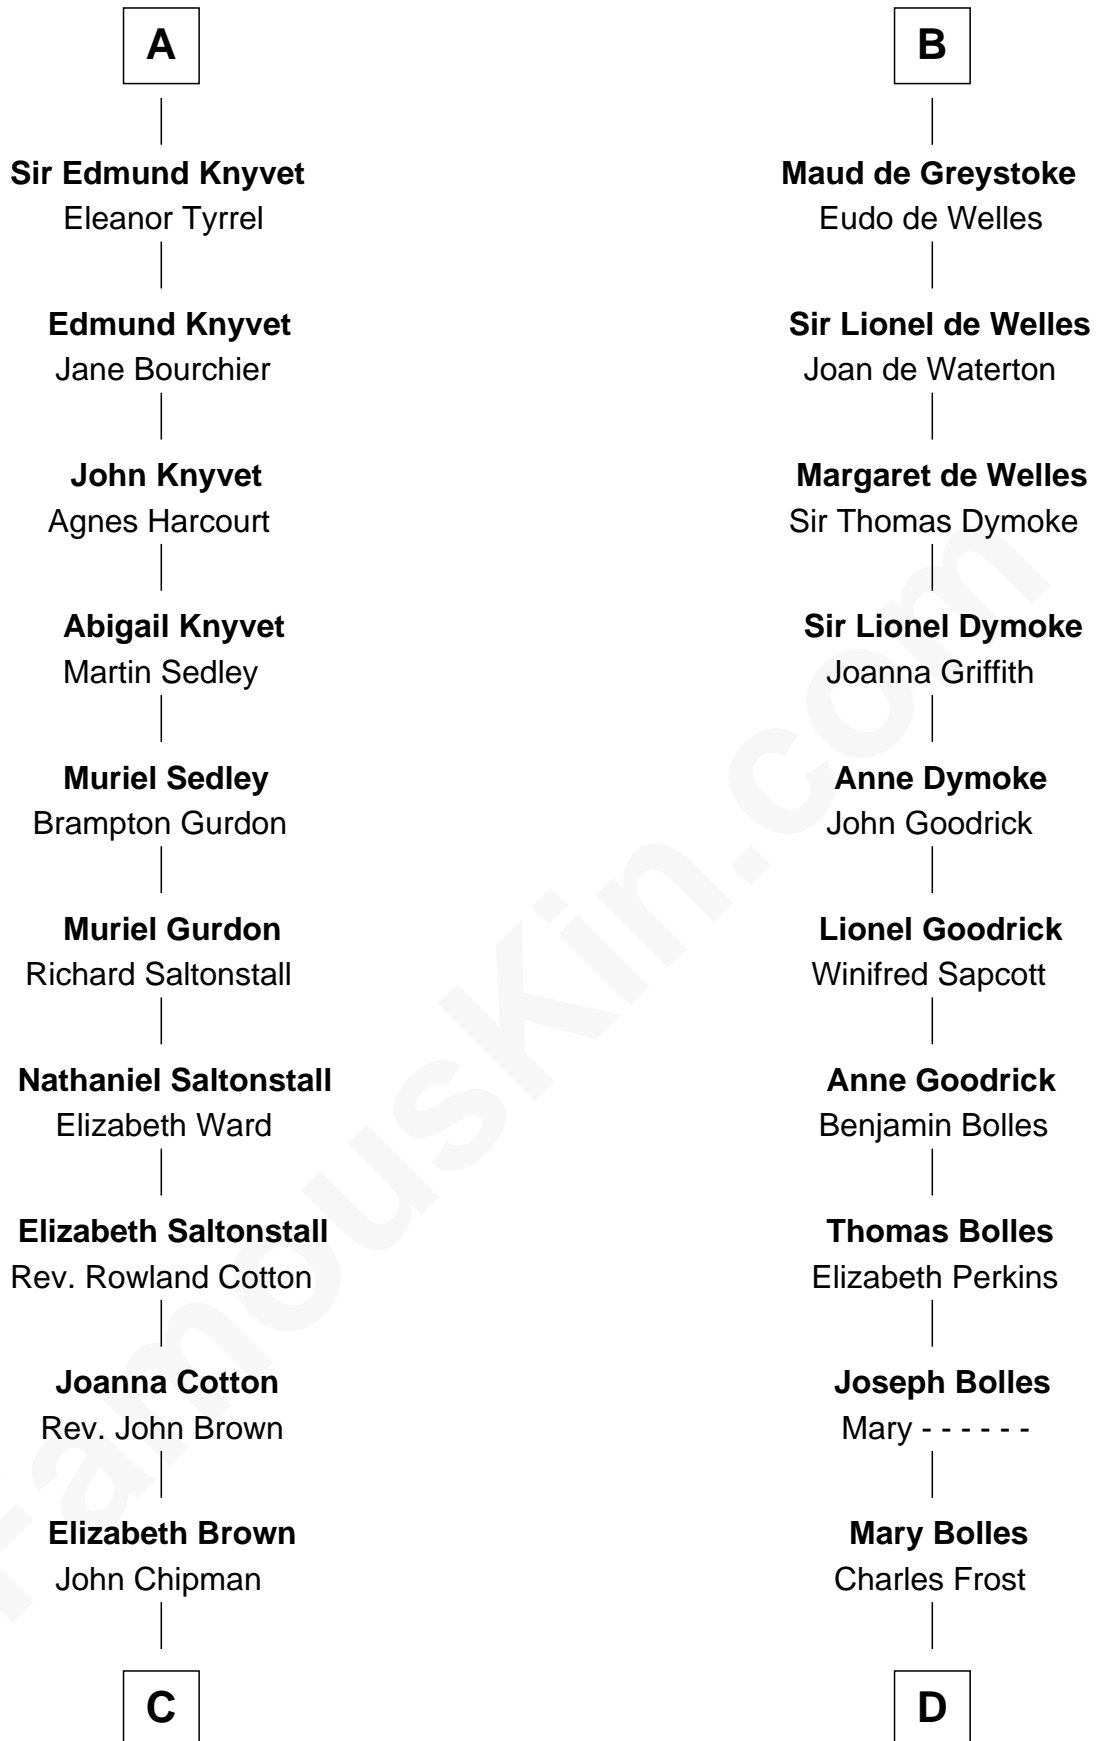 A
Sir Edmund Knyvet
Eleanor Tyrrel
Edmund Knyvet
Jane Bourchier
John Knyvet
Agnes Harcourt
Abigail Knyvet
Martin Sedley
Muriel Sedley
Brampton Gurdon
Muriel Gurdon
Richard Saltonstall
Nathaniel Saltonstall
Elizabeth Ward
Elizabeth Saltonstall
Rev. Rowland Cotton
Joanna Cotton
Rev. John Brown
Elizabeth Brown
John Chipman
C
B
Maud de Greystoke
Eudo de Welles
Sir Lionel de Welles
Joan de Waterton
Margaret de Welles
Sir Thomas Dymoke
Sir Lionel Dymoke
Joanna Griffith
Anne Dymoke
John Goodrick
Lionel Goodrick
Winifred Sapcott
Anne Goodrick
Benjamin Bolles
Thomas Bolles
Elizabeth Perkins
Joseph Bolles
Mary - - - - - -
Mary Bolles
Charles Frost
D
FamousKin.com